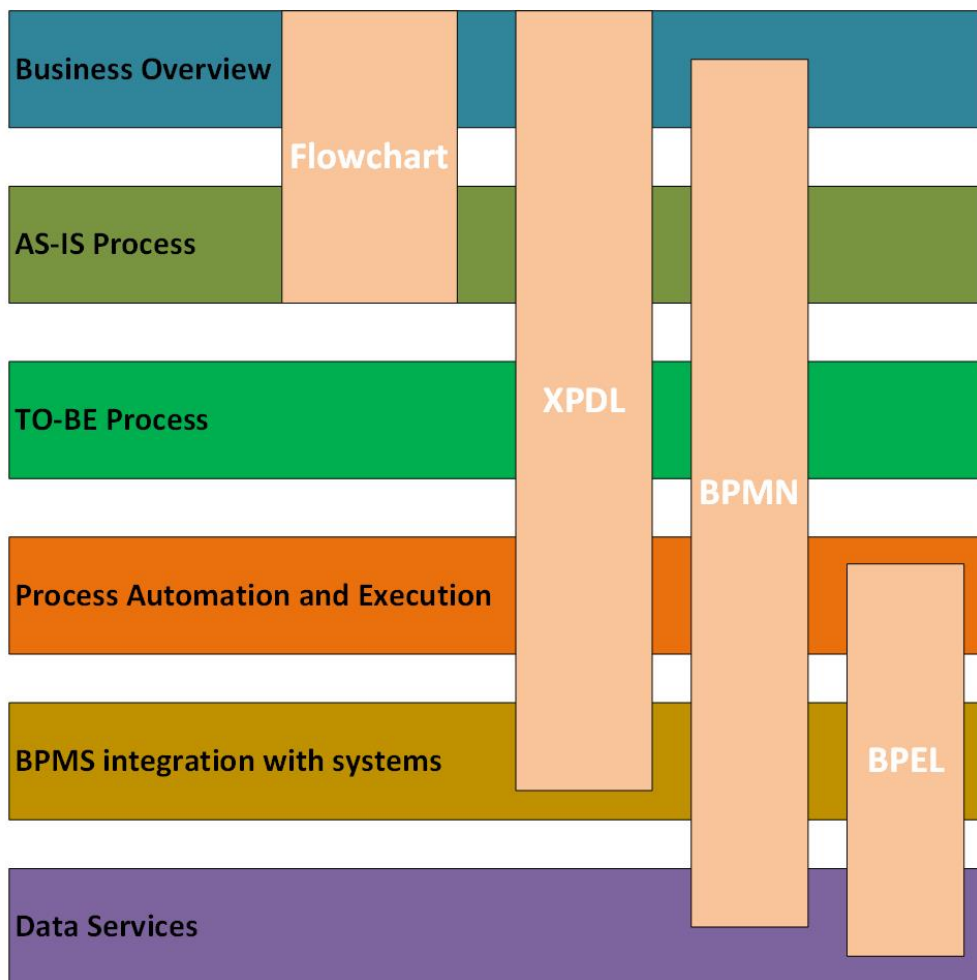 Business Overview
Flowchart
AS-IS Process
XPDL
TO-BE Process
BPMN
Process Automation and Execution
BPMS integration with systems
BPEL
Data Services